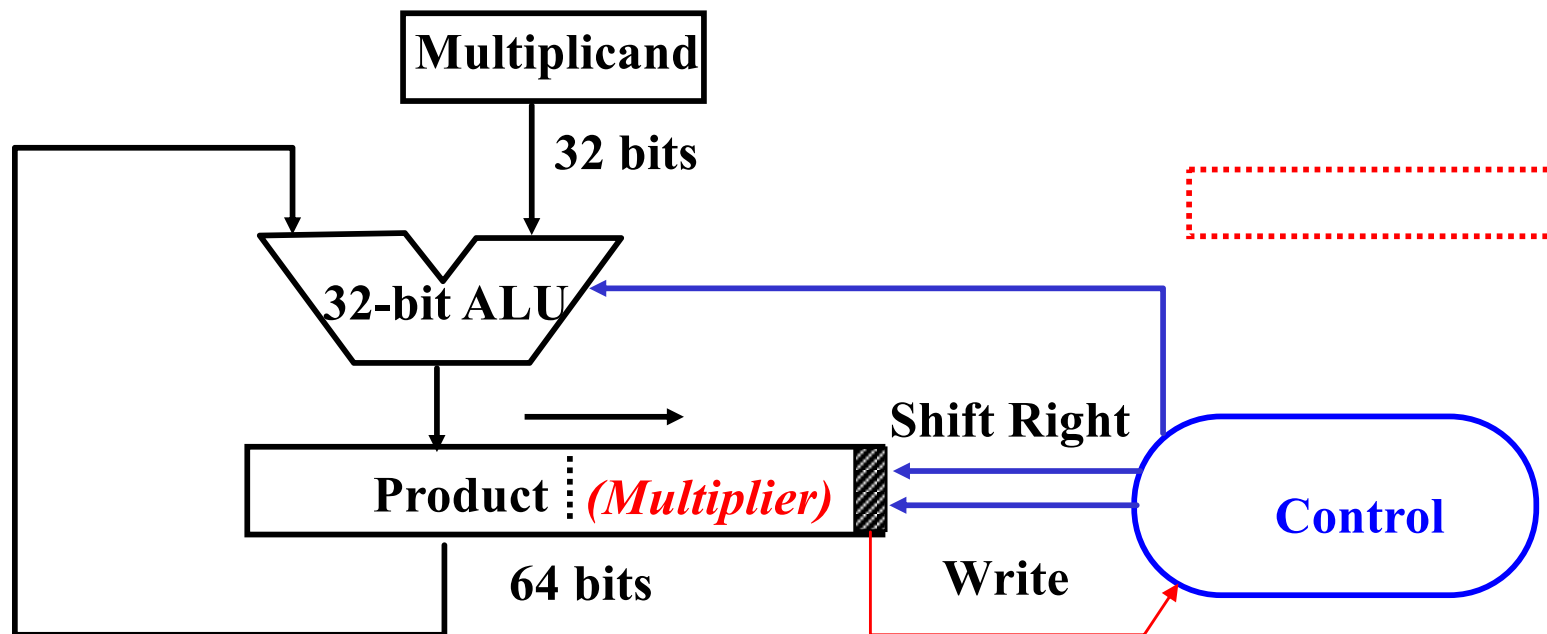 Multiplicand
32 bits
32-bit ALU
Shift Right
Product (Multiplier)
Control
64 bits
Write